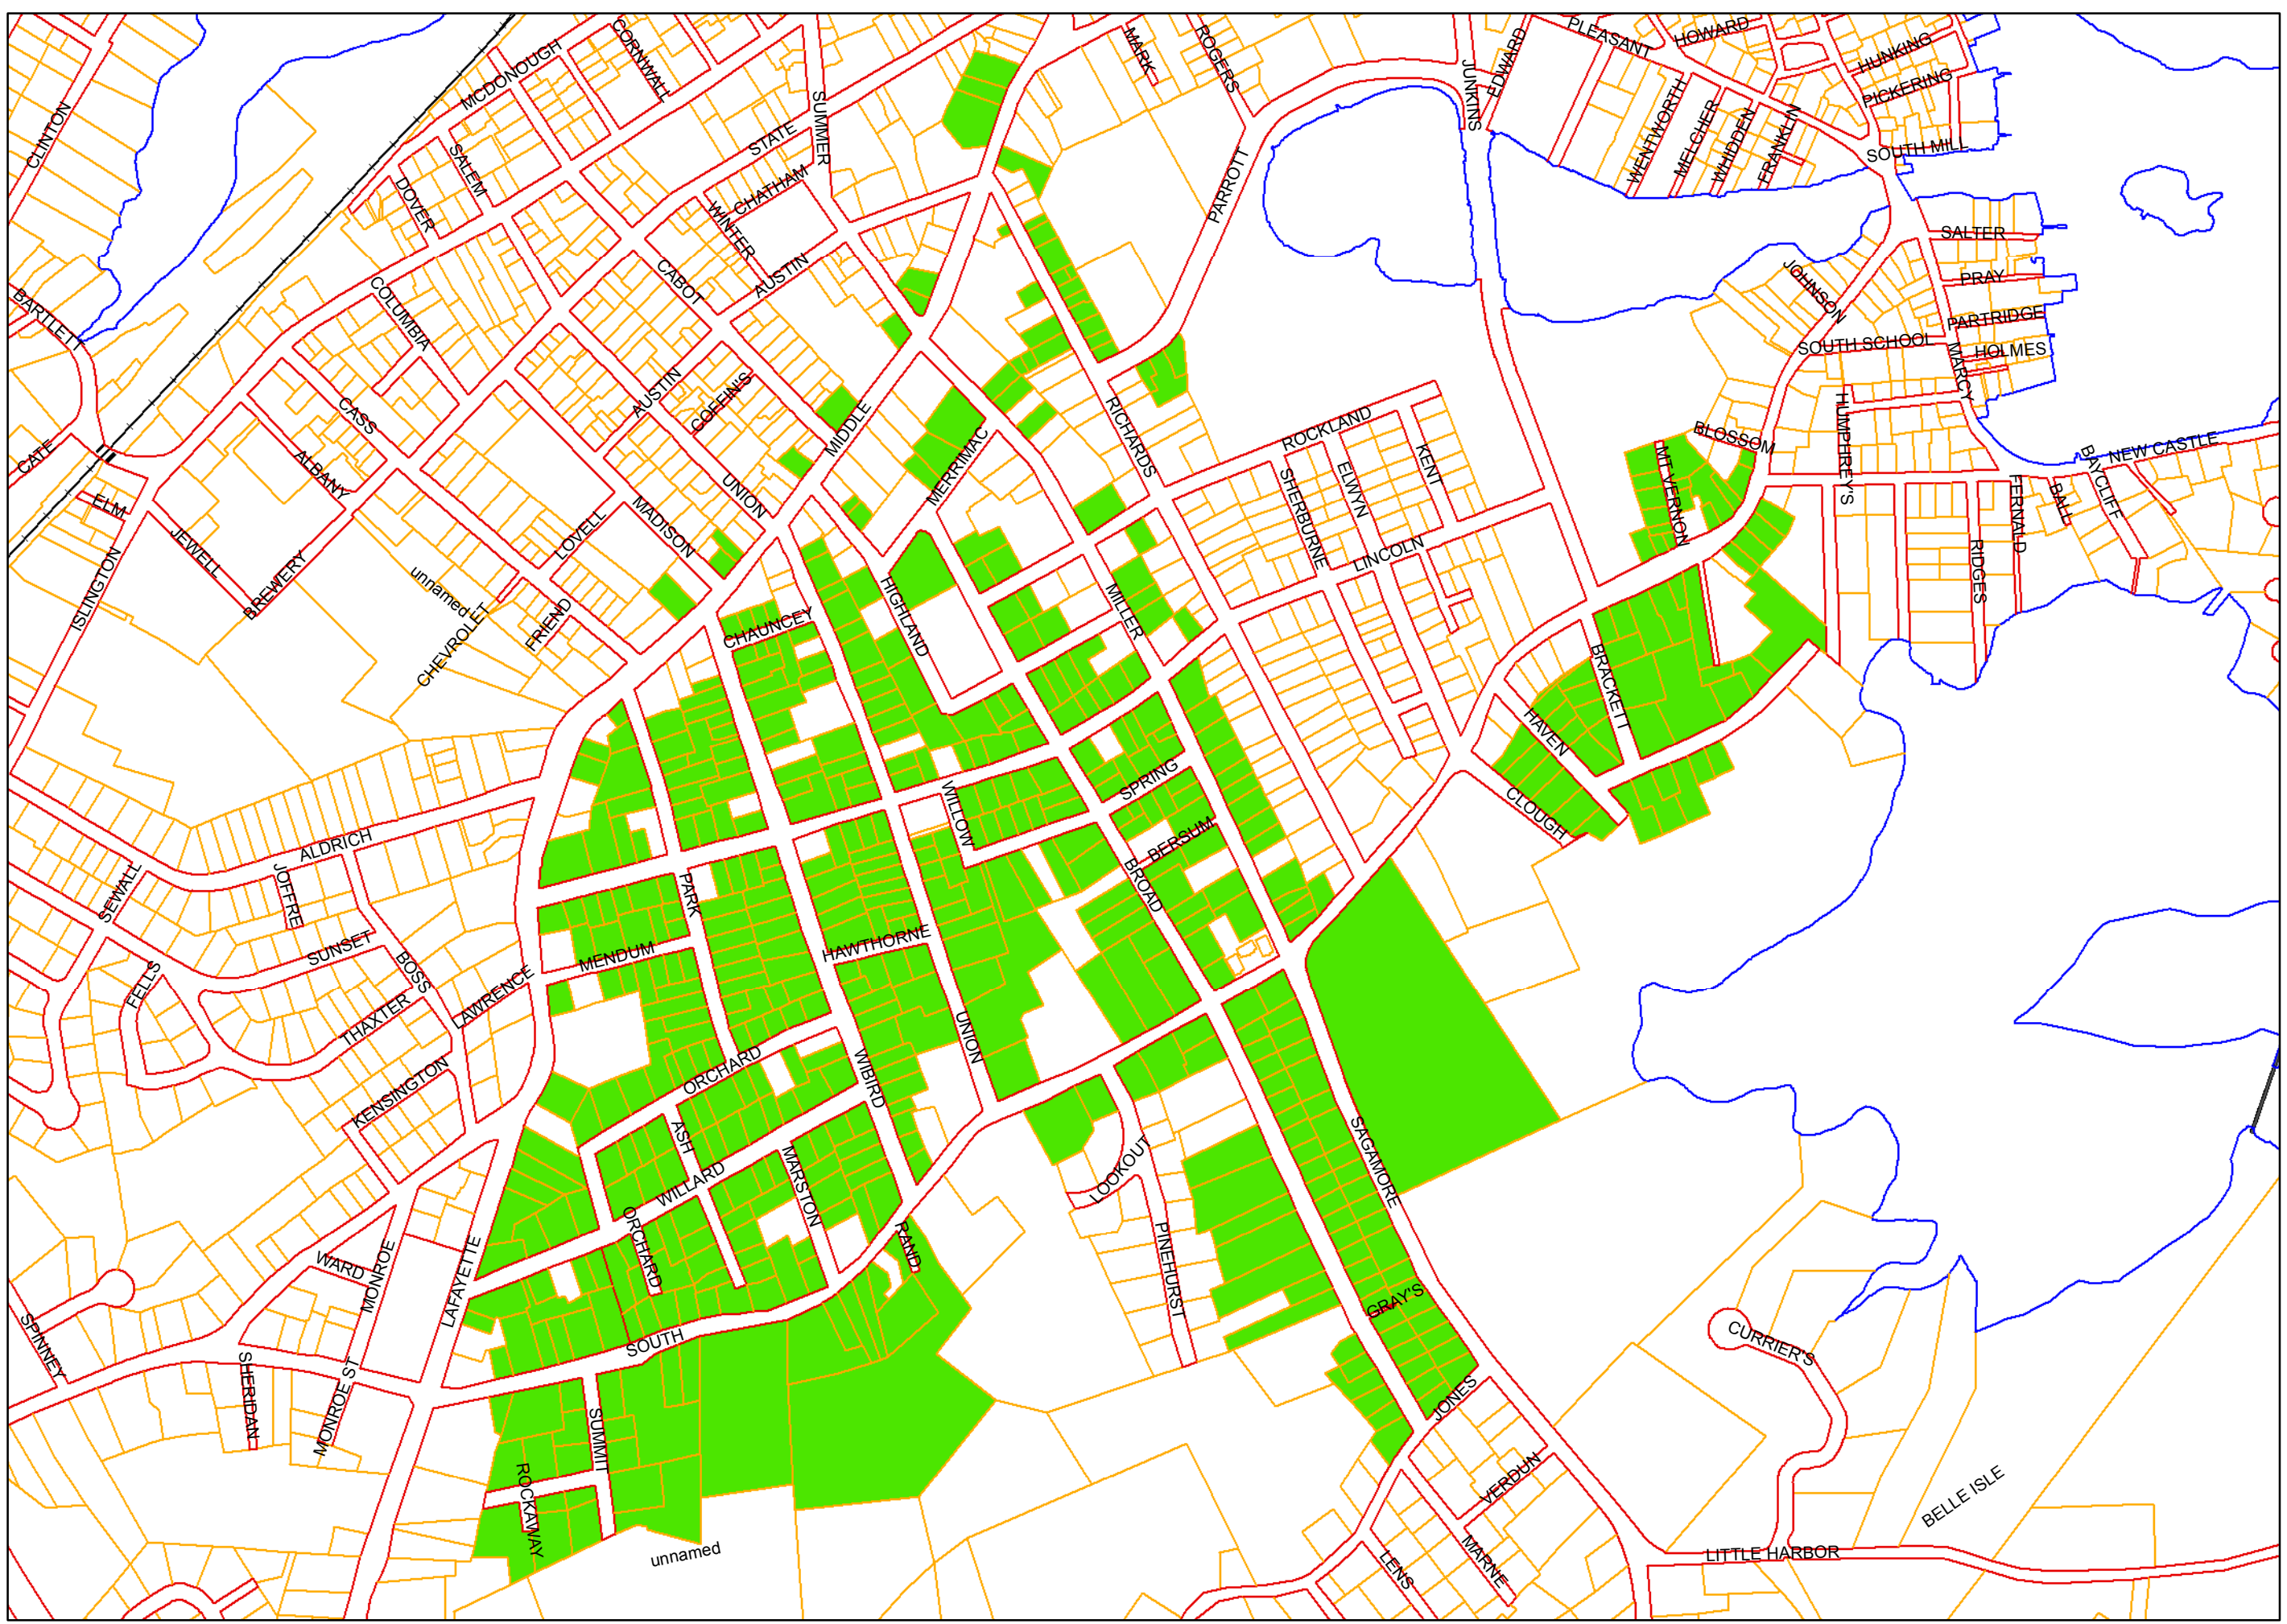 CLINTON
MCDONOUGH
CORNWALL
SALEM
DOVER
STATE
SUMMER
CHATHAM
WINTER
AUSTIN
CABOT
COLUMBIA
MARK
ROGERS
PARROTT
JUNKINS
EDWARD
PLEASANT
HOWARD
HUNKING
PICKERING
WENTWORTH
MELCHER
WHIDDEN
FRANKLIN
SOUTH MILL
SALTER
PRAY
JOHNSON
PARTRIDGE
SOUTH SCHOOL
HOLMES
MARCY
HUMPHREY'S
BLOSSOM
MT VERNON
NEW CASTLE
BAYCLIFF
BALL
FERNALD
RIDGES
BARTLETT
CATE
ELM
JEWELL
ISLINGTON
BREWERY
ALBANY
CASS
AUSTIN
COFFIN'S
UNION
MADISON
LOVELL
unnamed
CHEVROLET
FRIEND
MIDDLE
MERRIMAC
RICHARDS
ROCKLAND
KENT
ELWYN
SHERBURNE
LINCOLN
HIGHLAND
MILLER
CHAUNCEY
BRACKETT
HAVEN
CLOUGH
WILLOW
SPRING
BERSUM
BROAD
ALDRICH
JOFFRE
SEWALL
SUNSET
FELLS
BOSS
THAXTER
LAWRENCE
KENSINGTON
PARK
MENDUM
HAWTHORNE
UNION
ORCHARD
WIBIRD
ASH
WILLARD
MARSTON
ORCHARD
RAND
LOOKOUT
PINEHURST
SAGAMORE
GRAY'S
JONES
VERDUN
MARNE
LENS
WARD
MONROE
LAFAYETTE
SOUTH
SPINNEY
SHERIDAN
MONROE ST
SUMMIT
ROCKAWAY
unnamed
CURRIER'S
BELLE ISLE
LITTLE HARBOR